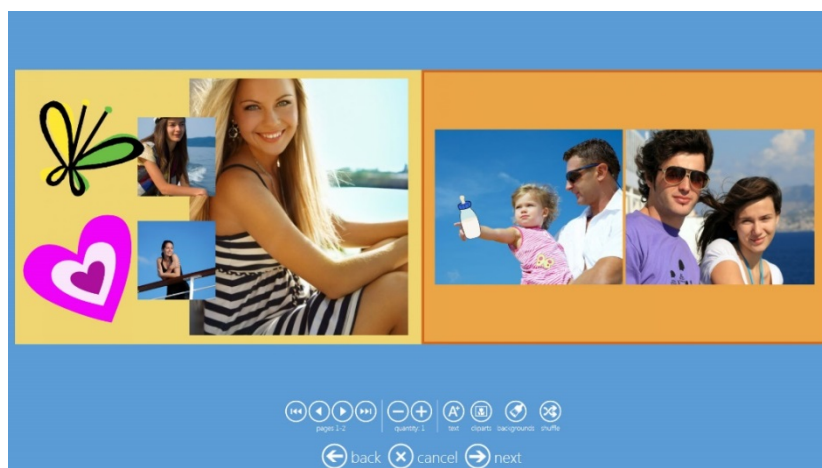 pages 1-2 quantity: 1 text cliparts backgrounds shuffle
back cancel next